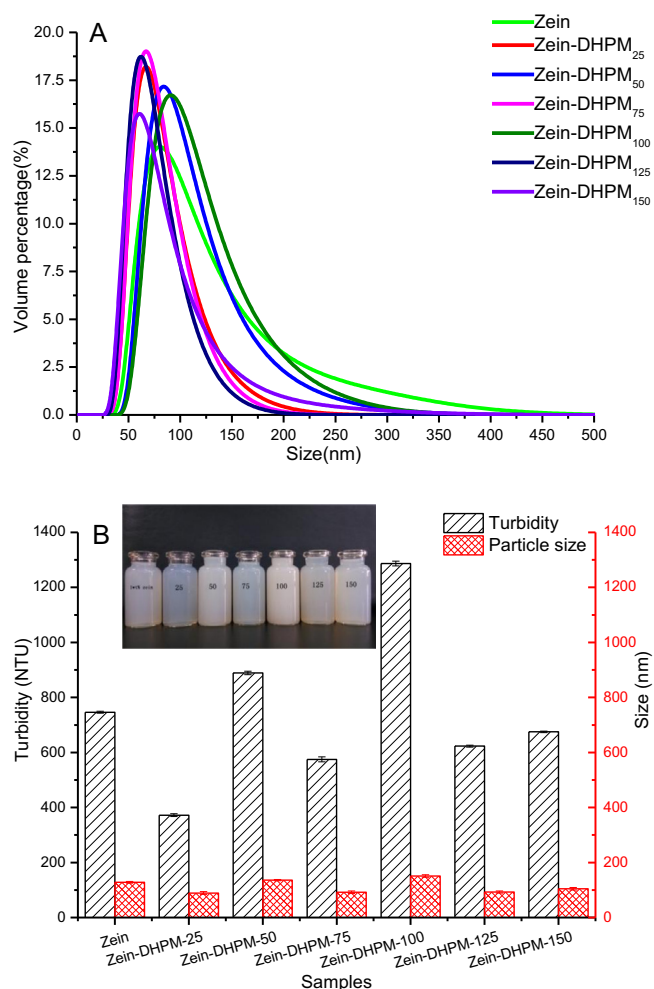 A
Zein
Zein-DHPM25
Zein-DHPM50
Zein-DHPM75
Zein-DHPM100
Zein-DHPM125
Zein-DHPM150
20.0
17.5
15.0
12.5
10.0
7.5
5.0
2.5
0.0
Volume percentage(%)
0 50 100 150 200 250 300 350 400 450 500
Size(nm)
B
Turbidity
Particle size
25 50 75 100 125 150
1400
1200
1000
800
600
400
200
0
Turbidity (NTU)
1400
1200
1000
800
600
400
200
0
Size (nm)
Zein
Zein-DHPM-25
Zein-DHPM-50
Zein-DHPM-75
Zein-DHPM-100
Zein-DHPM-125
Zein-DHPM-150
Samples